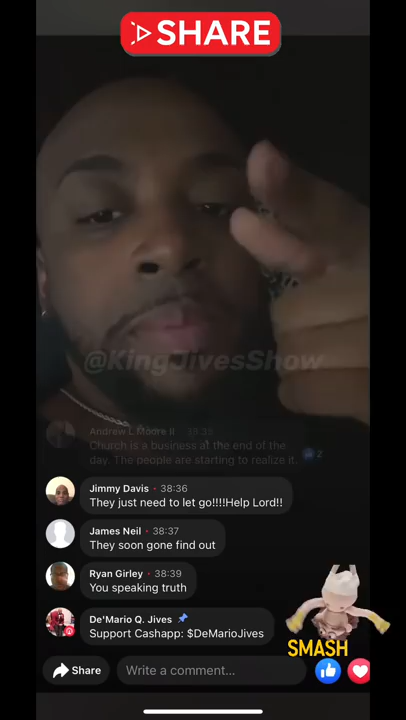 SHARE
@KingJivesShow
Andrew L Moore II
Church is a business at the end of the
day. The people are starting to realize it.
2
Jimmy Davis • 38:36
They just need to let go!!!!Help Lord!!
James Neil • 38:37
They soon gone find out
Ryan Girley • 38:39
You speaking truth
De'Mario Q. Jives
Support Cashapp: $DeMarioJives
SMASH
Share
Write a comment...